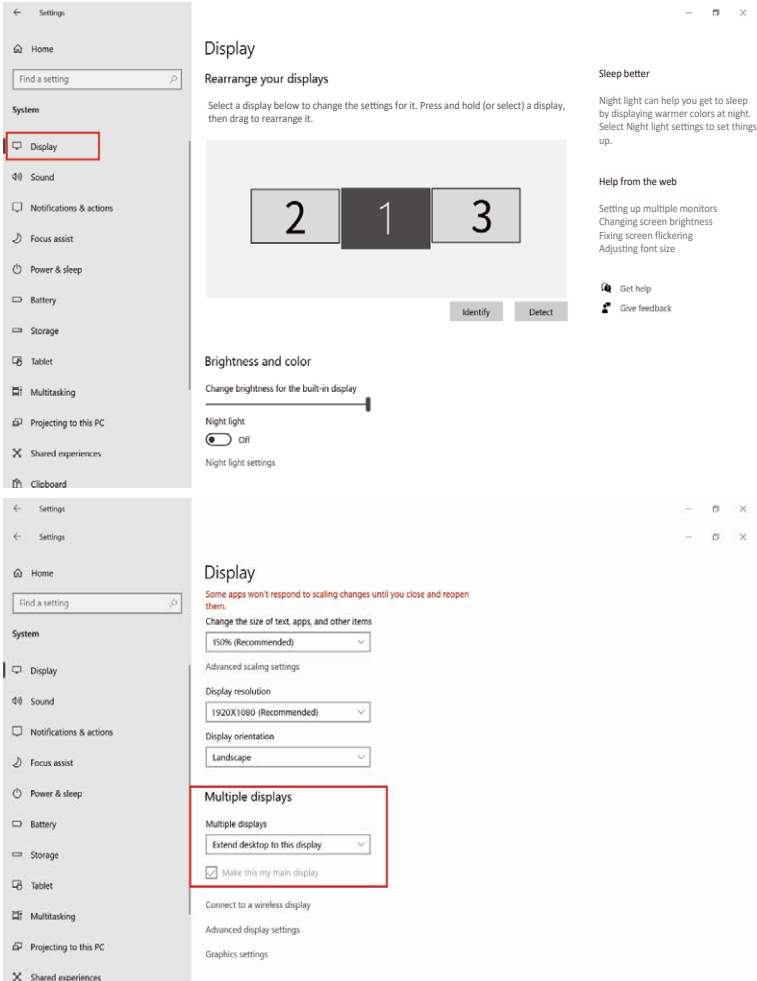 Settings
Home
Find a setting
System
Display
Sound
Notifications & actions
Focus assist
Power & sleep
Battery
Storage
Tablet
Multitasking
Projecting to this PC
Shared experiences
Clipboard
Display
Rearrange your displays
Select a display below to change the settings for it. Press and hold (or select) a display,
then drag to rearrange it.
2
1
3
Identify
Detect
Brightness and color
Change brightness for the built-in display
Night light
Off
Night light settings
Sleep better
Night light can help you get to sleep
by displaying warmer colors at night.
Select Night light settings to set things
up.
Help from the web
Setting up multiple monitors
Changing screen brightness
Fixing screen flickering
Adjusting font size
Get help
Give feedback
Settings
Settings
Home
Find a setting
System
Display
Sound
Notifications & actions
Focus assist
Power & sleep
Battery
Storage
Tablet
Multitasking
Projecting to this PC
Shared experiences
Display
Some apps won't respond to scaling changes until you close and reopen
them.
Change the size of text, apps, and other items
150% (Recommended)
Advanced scaling settings
Display resolution
1920X1080 (Recommended)
Display orientation
Landscape
Multiple displays
Multiple displays
Extend desktop to this display
Make this my main display
Connect to a wireless display
Advanced display settings
Graphics settings